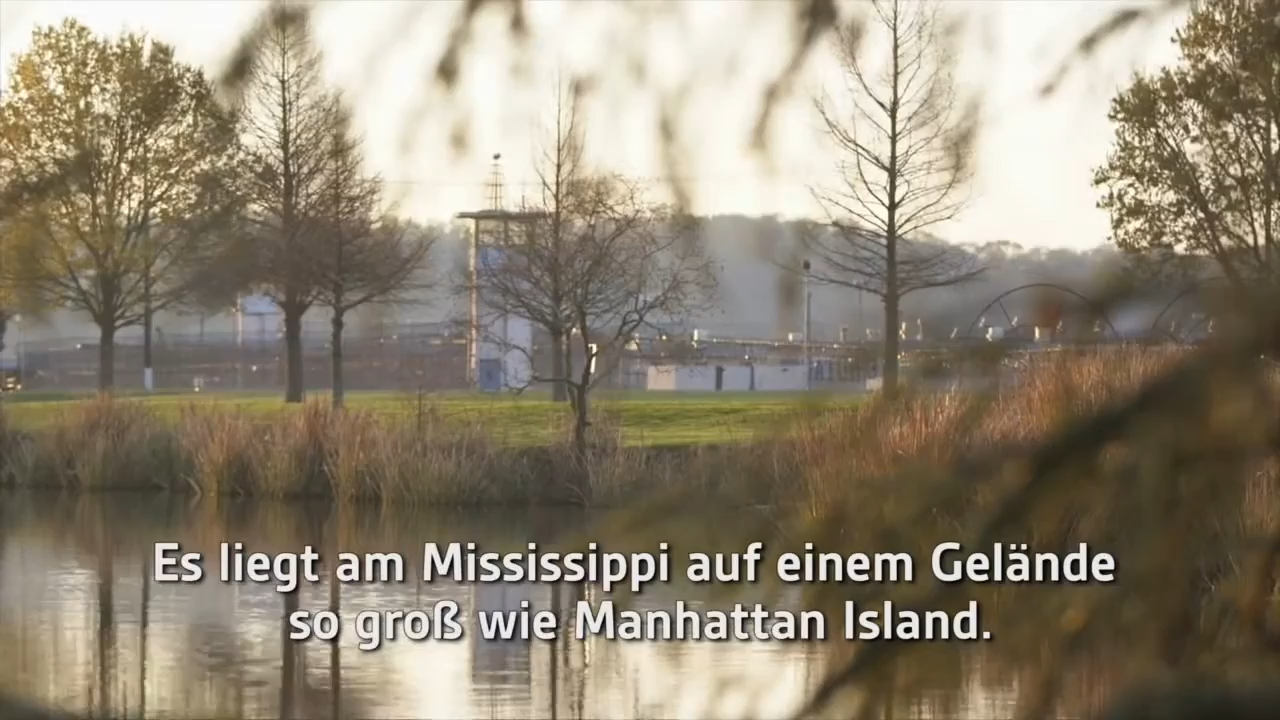 Es liegt am Mississippi auf einem Gelände
so groß wie Manhattan Island.